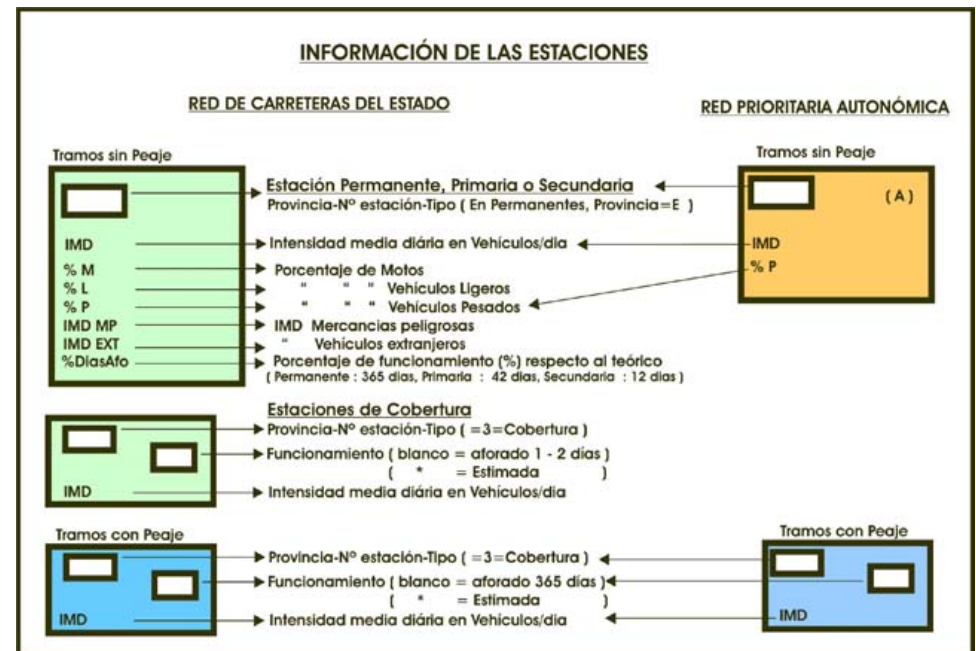 INFORMACIÓN DE LAS ESTACIONES
RED DE CARRETERAS DEL ESTADO
RED PRIORITARIA AUTONÓMICA
Tramos sin Peaje
Tramos sin Peaje
Estación Permanente, Primaria o Secundaria
Provincia-Nº estación-Tipo ( En Permanentes, Provincia=E )
( A )
IMD
Intensidad media diária en Vehículos/dia
IMD
% M
Porcentaje de Motos
% P
% L
" " " Vehículos Ligeros
% P
" " " Vehículos Pesados
IMD MP
IMD Mercancias peligrosas
IMD EXT
" Vehículos extranjeros
%DiasAfo
Porcentaje de funcionamiento (%) respecto al teórico
( Permanente : 365 dias, Primaria : 42 dias, Secundaria : 12 dias )
Estaciones de Cobertura
Provincia-Nº estación-Tipo ( =3=Cobertura )
Funcionamiento ( blanco = aforado 1 - 2 días )
( * = Estimada )
IMD
Intensidad media diária en Vehículos/dia
Tramos con Peaje
Tramos con Peaje
Provincia-Nº estación-Tipo ( =3=Cobertura )
Funcionamiento ( blanco = aforado 365 días )
( * = Estimada )
IMD
Intensidad media diária en Vehículos/dia
IMD